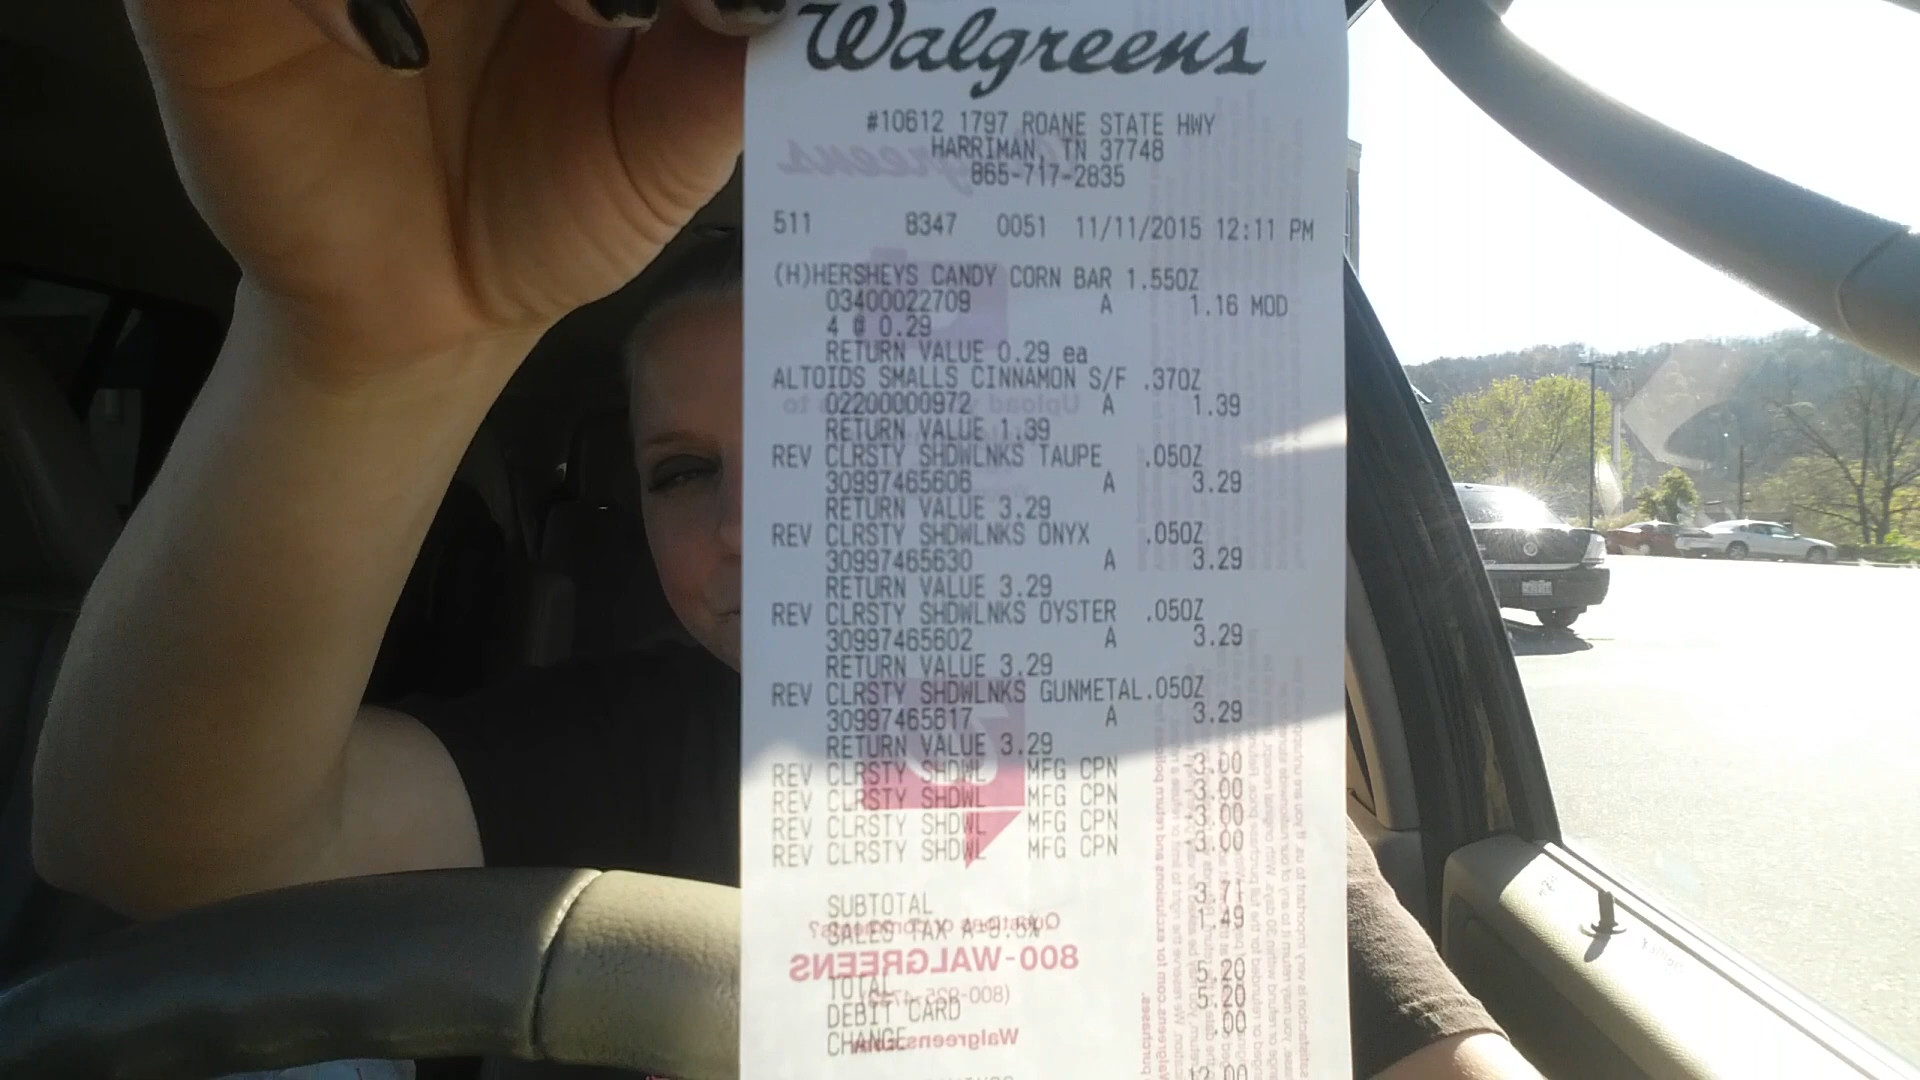 Walgreens
#10612 1797 ROANE STATE HWY
HARRIMAN, TN 37748
865-717-2835
511 8347 0051 11/11/2015 12:11 PM
(H)HERSHEYS CANDY CORN BAR 1.55OZ
03400022709 A 1.16 MOD
4 @ 0.29
RETURN VALUE 0.29 ea
ALTOIDS SMALLS CINNAMON S/F .37OZ
02200000972 A 1.39
RETURN VALUE 1.39
REV CLRSTY SHDWLNKS TAUPE .05OZ
30997465606 A 3.29
RETURN VALUE 3.29
REV CLRSTY SHDWLNKS ONYX .05OZ
30997465630 A 3.29
RETURN VALUE 3.29
REV CLRSTY SHDWLNKS OYSTER .05OZ
30997465602 A 3.29
RETURN VALUE 3.29
REV CLRSTY SHDWLNKS GUNMETAL .05OZ
30997465617 A 3.29
RETURN VALUE 3.29
REV CLRSTY SHDWL MFG CPN 3.00
REV CLRSTY SHDWL MFG CPN 3.00
REV CLRSTY SHDWL MFG CPN 3.00
REV CLRSTY SHDWL MFG CPN 3.00
SUBTOTAL 3.71
SALES TAX A 1.49
800-WALGREENS
TOTAL 5.20
DEBIT CARD 5.20
CHANGE .00
12.00